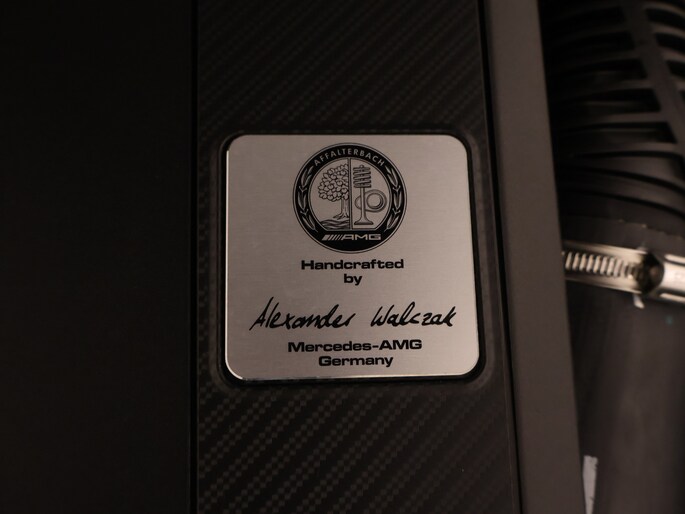 AFFALTERBACH
AMG
Handcrafted
by
Alexander Walczak
Mercedes-AMG
Germany